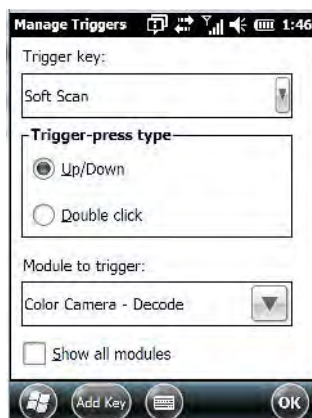 Manage Triggers 1:46
Trigger key:
Soft Scan
Trigger-press type
Up/Down
Double click
Module to trigger:
Color Camera - Decode
Show all modules
Add Key OK